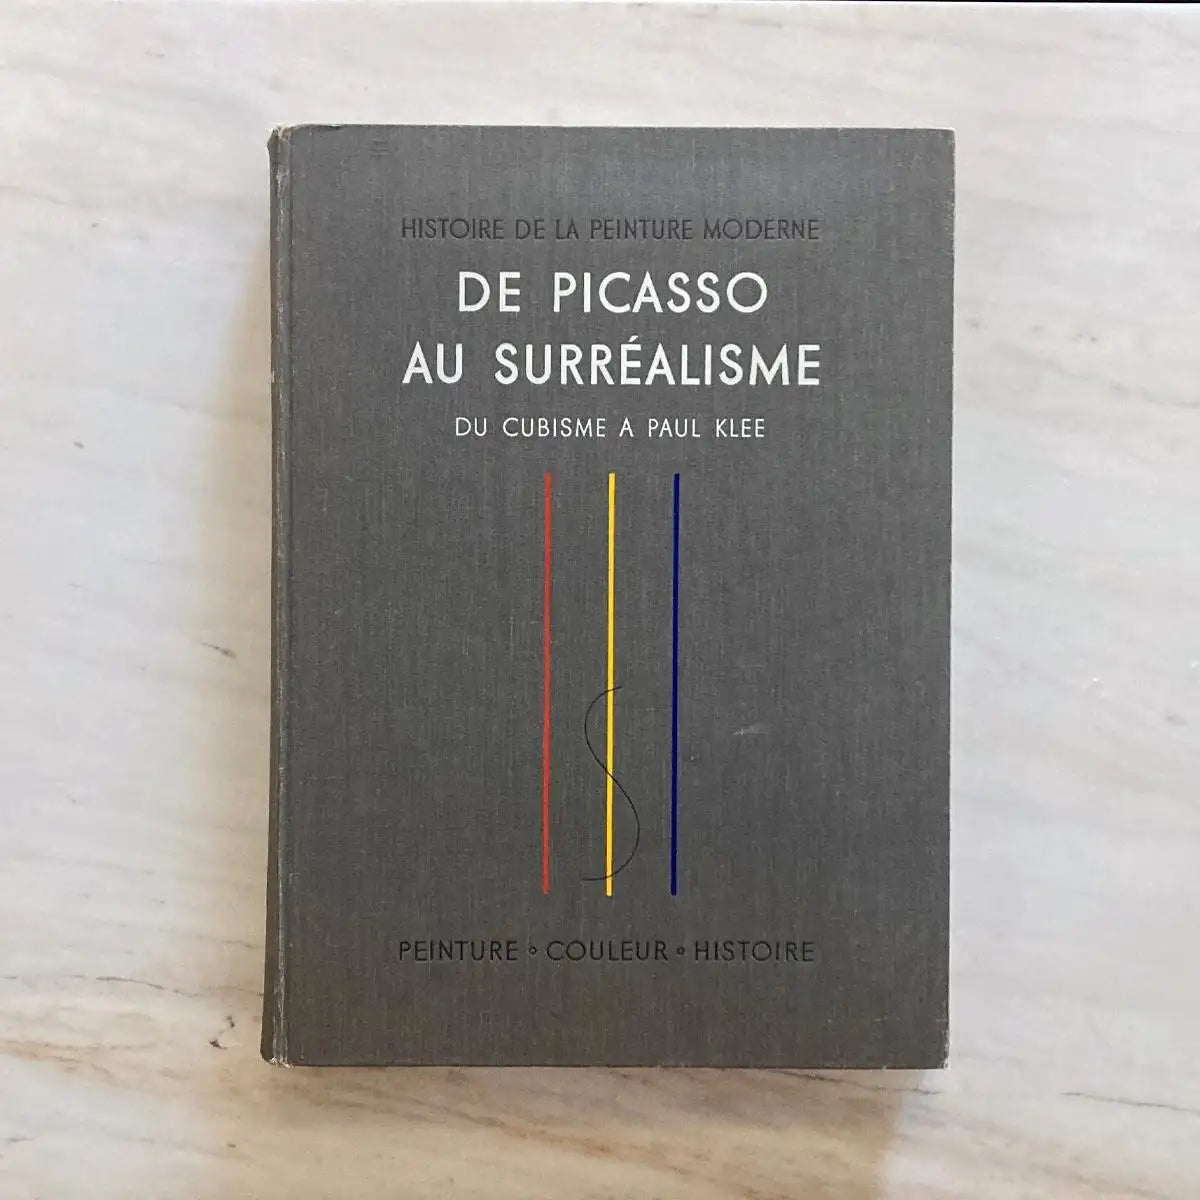 HISTOIRE DE LA PEINTURE MODERNE
DE PICASSO
AU SURRÉALISME
DU CUBISME A PAUL KLEE
PEINTURE ∘ COULEUR ∘ HISTOIRE